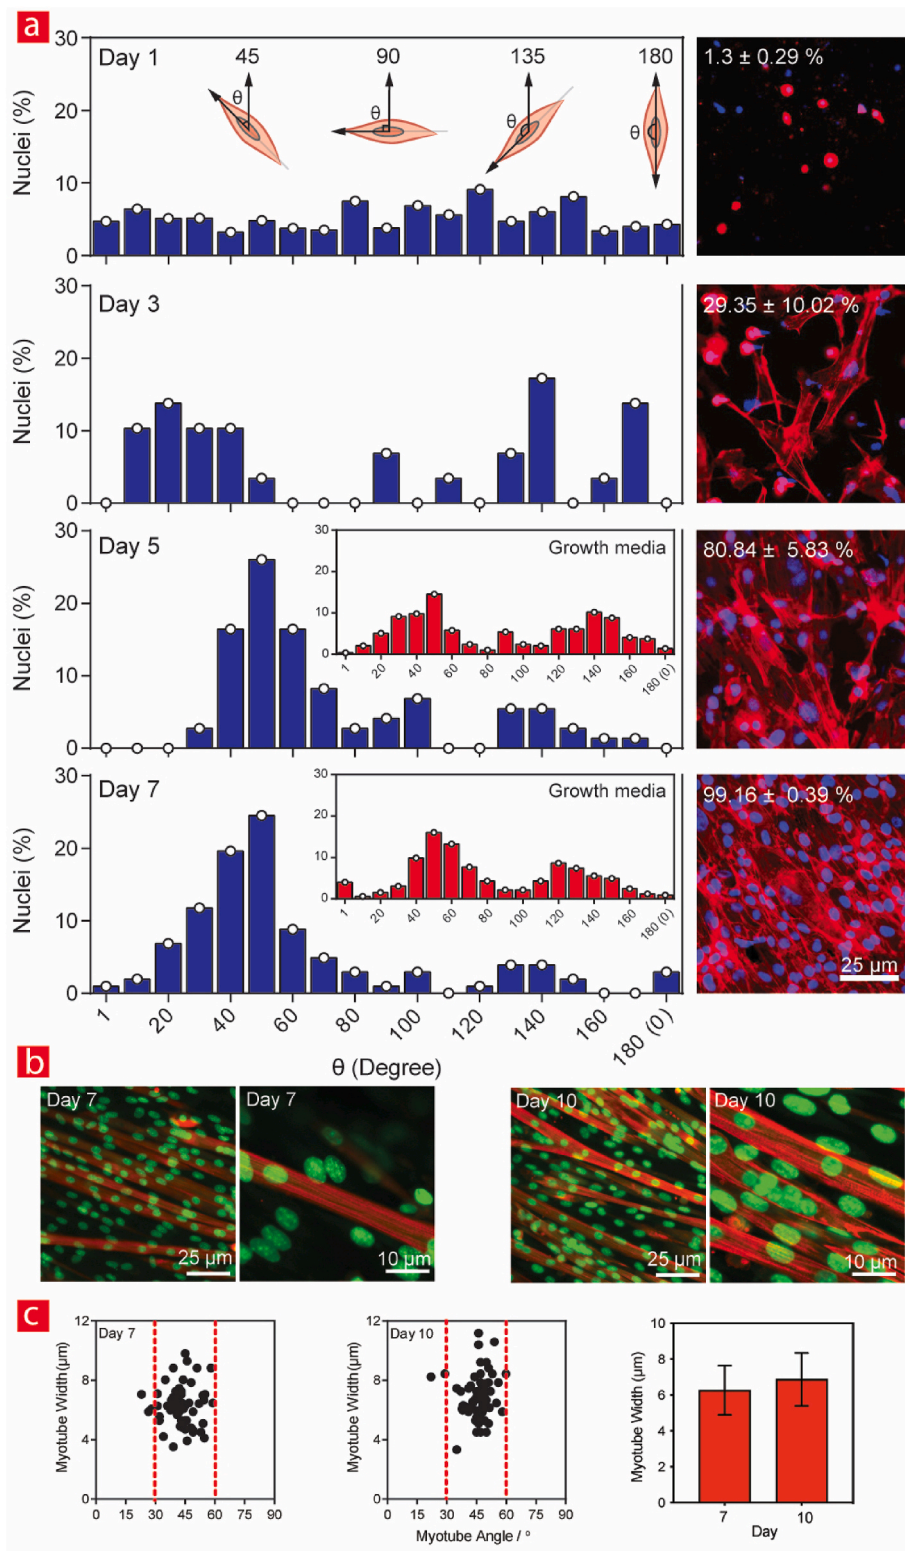 a
30
20
10
0
Nuclei (%)
Day 1
45
90
135
180
θ
θ
θ
θ
1.3 ± 0.29 %
30
20
10
0
Nuclei (%)
Day 3
29.35 ± 10.02 %
30
20
10
0
Nuclei (%)
Day 5
30
20
10
0
Growth media
1
20
40
60
80
100
120
140
160
180 (0)
80.84 ± 5.83 %
30
20
10
0
Nuclei (%)
Day 7
30
20
10
0
Growth media
1
20
40
60
80
100
120
140
160
180 (0)
99.16 ± 0.39 %
25 µm
1
20
40
60
80
100
120
140
160
180 (0)
θ (Degree)
b
Day 7
25 µm
Day 7
10 µm
Day 10
25 µm
Day 10
10 µm
c
12
8
4
0
Myotube Width(µm)
Day 7
0
15
30
45
60
75
90
12
8
4
0
Myotube Width(µm)
Day 10
0
15
30
45
60
75
90
Myotube Angle / °
10
8
6
4
2
0
Myotube Width (µm)
7
10
Day